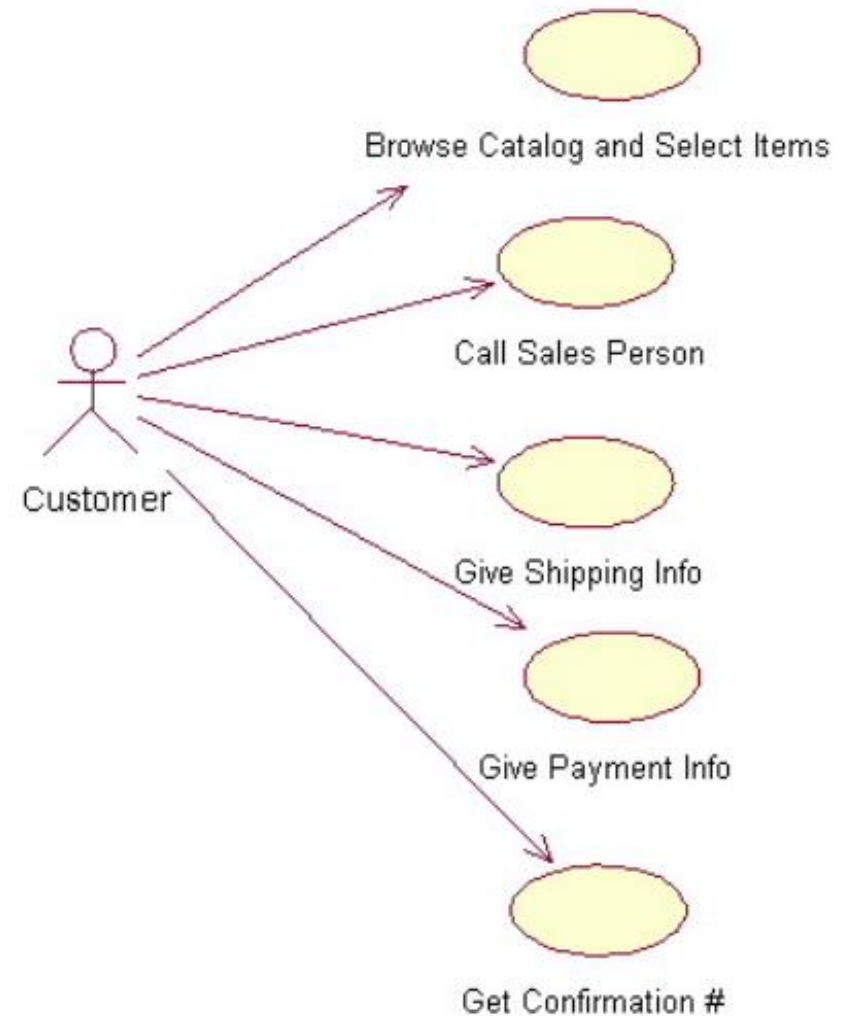 Browse Catalog and Select Items
Call Sales Person
Customer
Give Shipping Info
Give Payment Info
Get Confirmation #